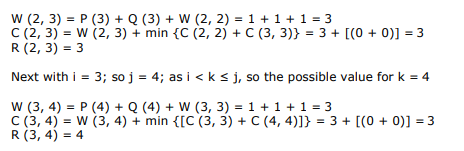 W (2, 3) = P (3) + Q (3) + W (2, 2) = 1 + 1 + 1 = 3
C (2, 3) = W (2, 3) + min {C (2, 2) + C (3, 3)} = 3 + [(0 + 0)] = 3
R (2, 3) = 3
Next with i = 3; so j = 4; as i < k ≤ j, so the possible value for k = 4
W (3, 4) = P (4) + Q (4) + W (3, 3) = 1 + 1 + 1 = 3
C (3, 4) = W (3, 4) + min {[C (3, 3) + C (4, 4)]} = 3 + [(0 + 0)] = 3
R (3, 4) = 4